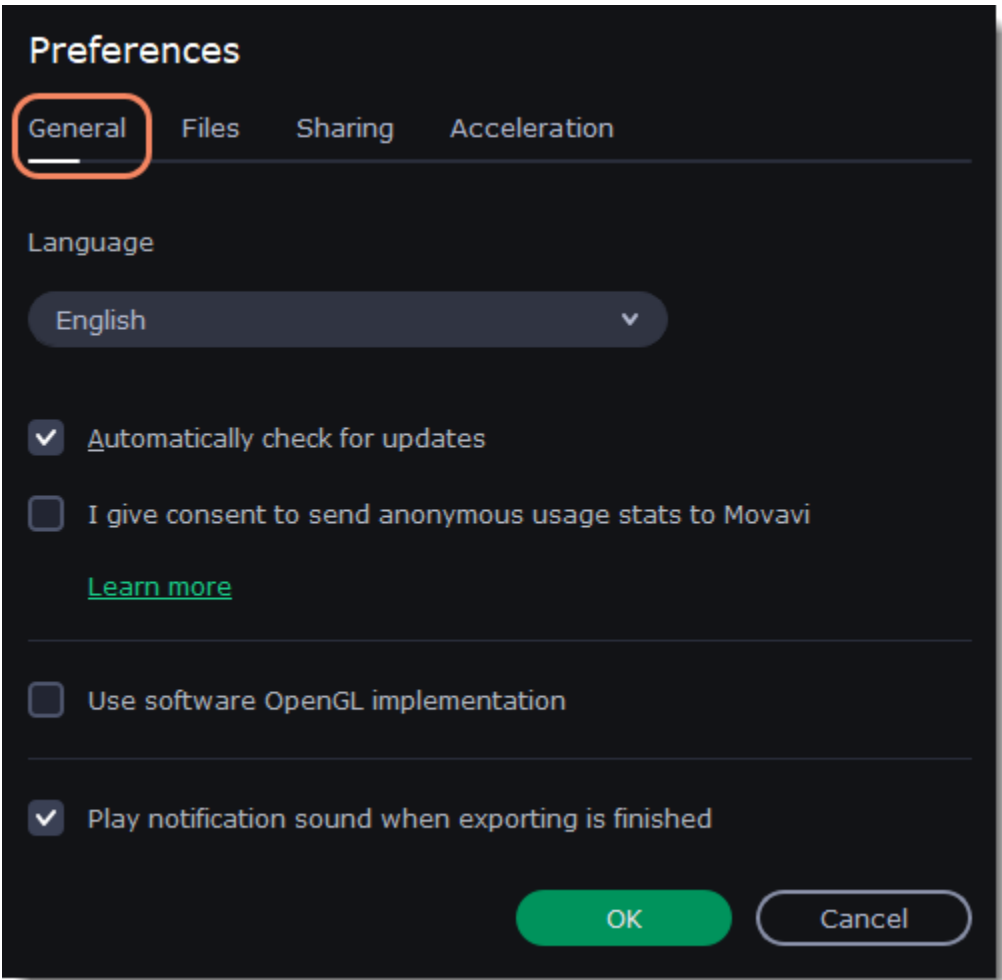 Preferences
General Files Sharing Acceleration
Language
English
Automatically check for updates
I give consent to send anonymous usage stats to Movavi
Learn more
Use software OpenGL implementation
Play notification sound when exporting is finished
OK Cancel